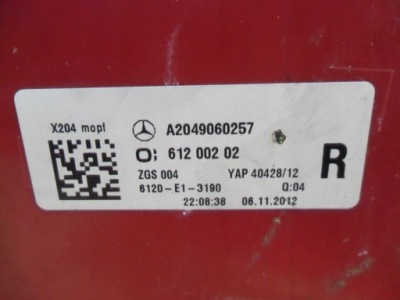 X204 mopf
A2049060257
612 002 02
ZGS 004 YAP 40428/12
R
6120-E1-3190 Q:04
22:08:38 06.11.2012